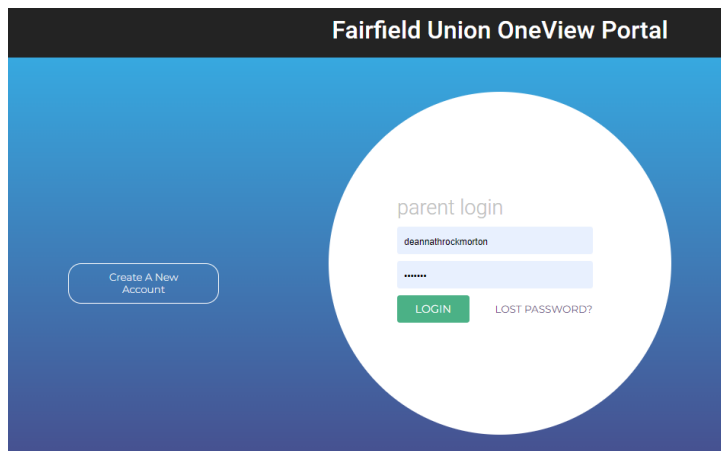 Fairfield Union OneView Portal
parent login
deannathrockmorton
•••••••
Create A New
Account
LOGIN LOST PASSWORD?